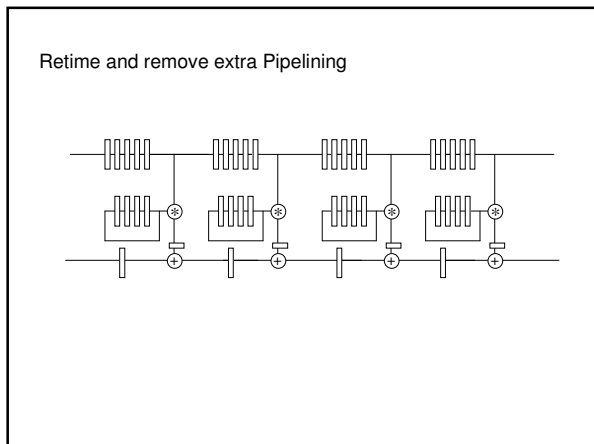 Retime and remove extra Pipelining
* * * *
+ + + +